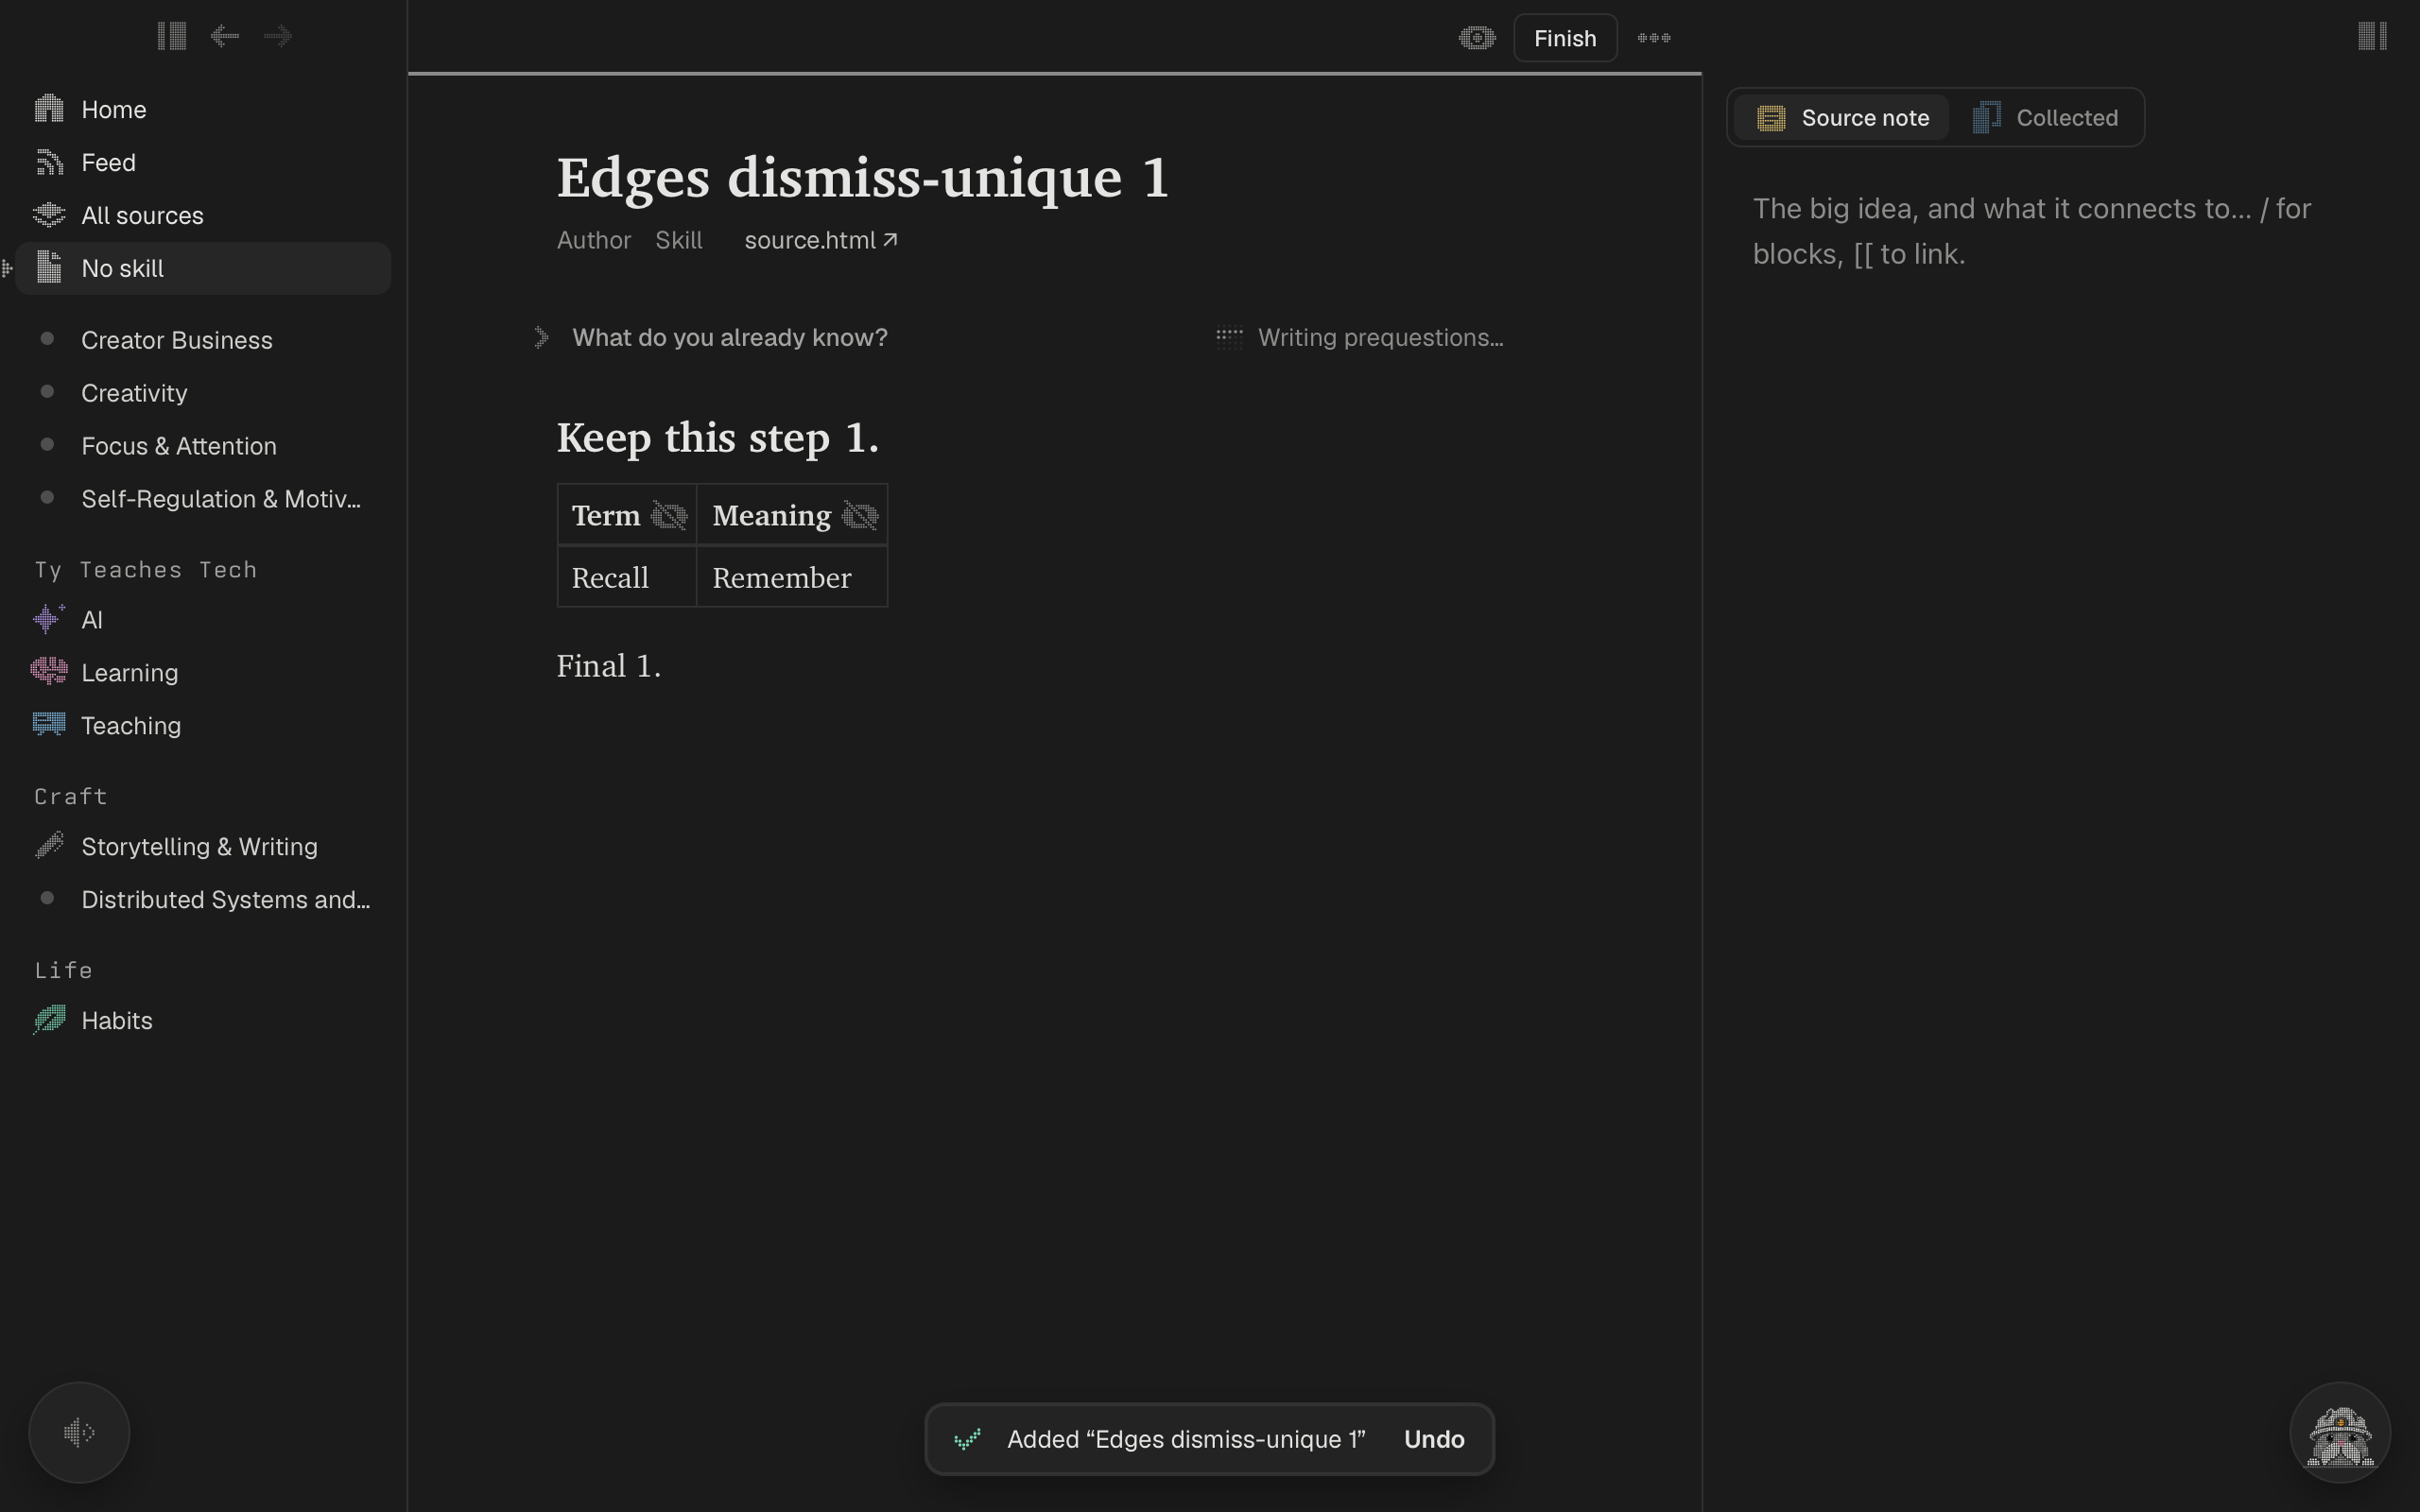 Finish
Home
Feed
All sources
No skill
Creator Business
Creativity
Focus & Attention
Self-Regulation & Motiv...
Ty Teaches Tech
AI
Learning
Teaching
Craft
Storytelling & Writing
Distributed Systems and...
Life
Habits
Edges dismiss-unique 1
Author Skill source.html
What do you already know? Writing prequestions...
Keep this step 1.
Term Meaning
Recall Remember
Final 1.
Added “Edges dismiss-unique 1” Undo
Source note Collected
The big idea, and what it connects to... / for
blocks, [[ to link.